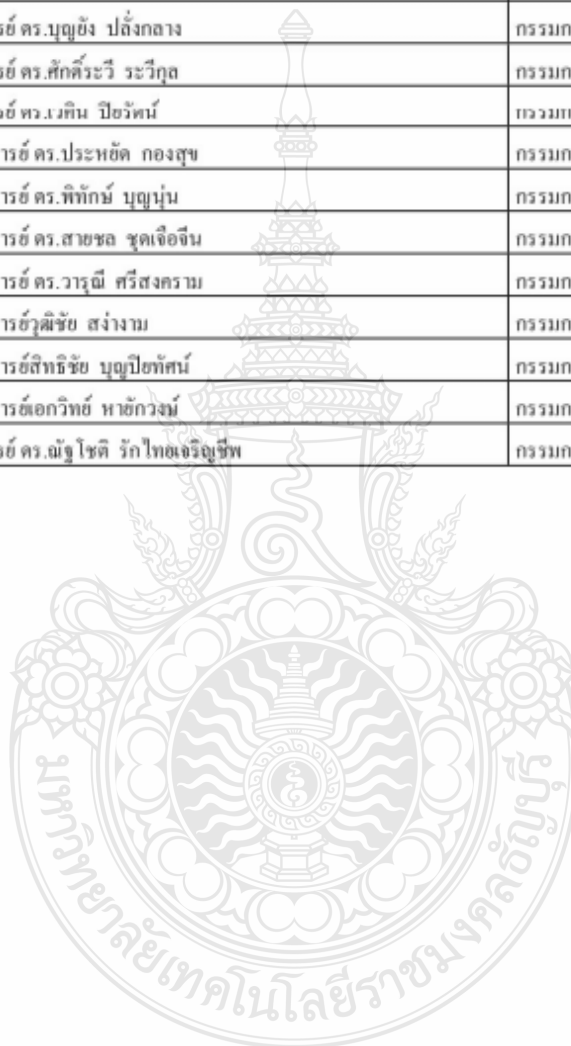 รย์ ดร.บุญยัง ปลั่งกลาง กรรมก
รย์ ดร.ศักดิ์ระวี ระวีกุล กรรมก
ปิยรัตน์
ารย์ ดร.ประหยัด กองสุข กรรมก
ารย์ ดร.พิทักษ์ บุญนุ่น กรรมก
ารย์ ดร.สายชล ชุดเจือจีน กรรมก
ารย์ ดร.วารุณี ศรีสงคราม กรรมก
ารย์วุฒิชัย สง่างาม กรรมก
ารย์สิทธิชัย บุญปิยทัศน์ กรรมก
ารย์เอกวิทย์ หายักวงษ์ กรรมก
รย์ ดร.ณัฐโชติ รักไทยเจริญชีพ กรรมก
มหาวิทยาลัยเทคโนโลยีราชมงคลธัญบุรี